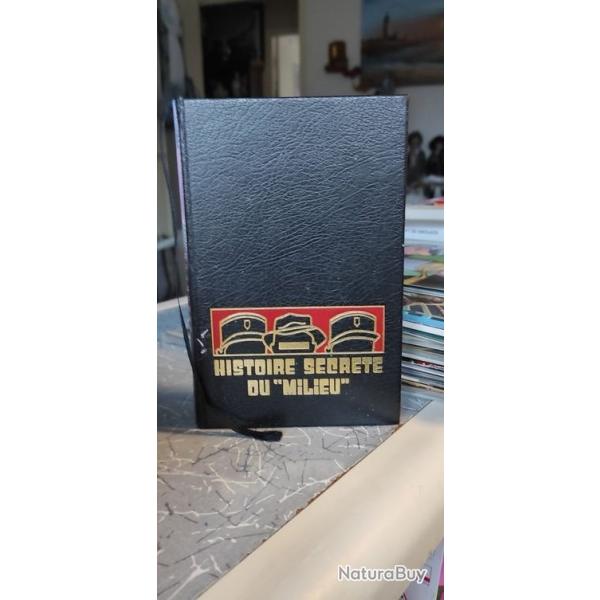 HISTOIRE SECRETE
DU "MILIEU"
NaturaBuy